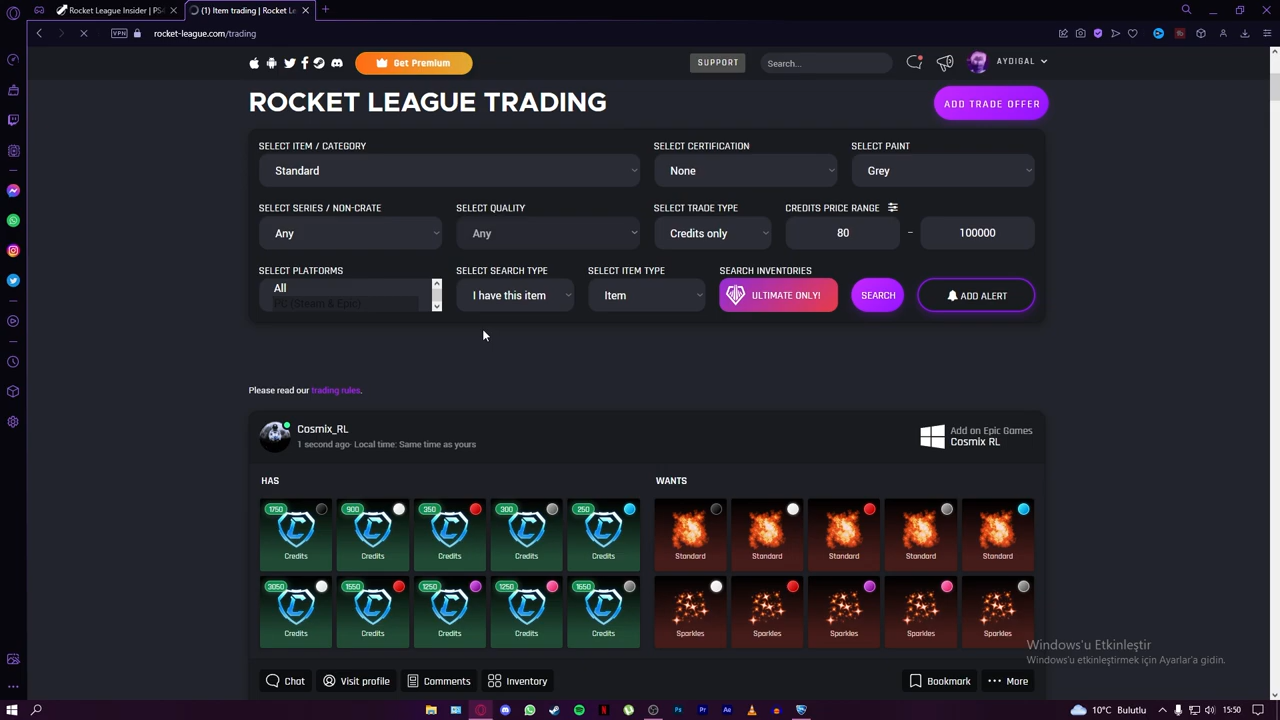 Rocket League Insider | PS4
(1) Item trading | Rocket Le
VPN
rocket-league.com/trading
Get Premium
SUPPORT
Search...
AYDIGAL
ROCKET LEAGUE TRADING
ADD TRADE OFFER
SELECT ITEM / CATEGORY
SELECT CERTIFICATION
SELECT PAINT
Standard
None
Grey
SELECT SERIES / NON-CRATE
SELECT QUALITY
SELECT TRADE TYPE
CREDITS PRICE RANGE
Any
Any
Credits only
80
–
100000
SELECT PLATFORMS
SELECT SEARCH TYPE
SELECT ITEM TYPE
SEARCH INVENTORIES
All
PC (Steam & Epic)
I have this item
Item
ULTIMATE ONLY!
SEARCH
ADD ALERT
Please read our trading rules.
Cosmix_RL
1 second ago· Local time: Same time as yours
Add on Epic Games
Cosmix RL
HAS
WANTS
1750
900
350
300
250
Credits
Credits
Credits
Credits
Credits
Standard
Standard
Standard
Standard
Standard
3050
1550
1250
1250
1650
Credits
Credits
Credits
Credits
Credits
Sparkles
Sparkles
Sparkles
Sparkles
Sparkles
Windows'u Etkinleştir
Windows'u etkinleştirmek için Ayarlar'a gidin.
Chat
Visit profile
Comments
Inventory
Bookmark
More
Ps
Pr
Ae
10°C Bulutlu
15:50